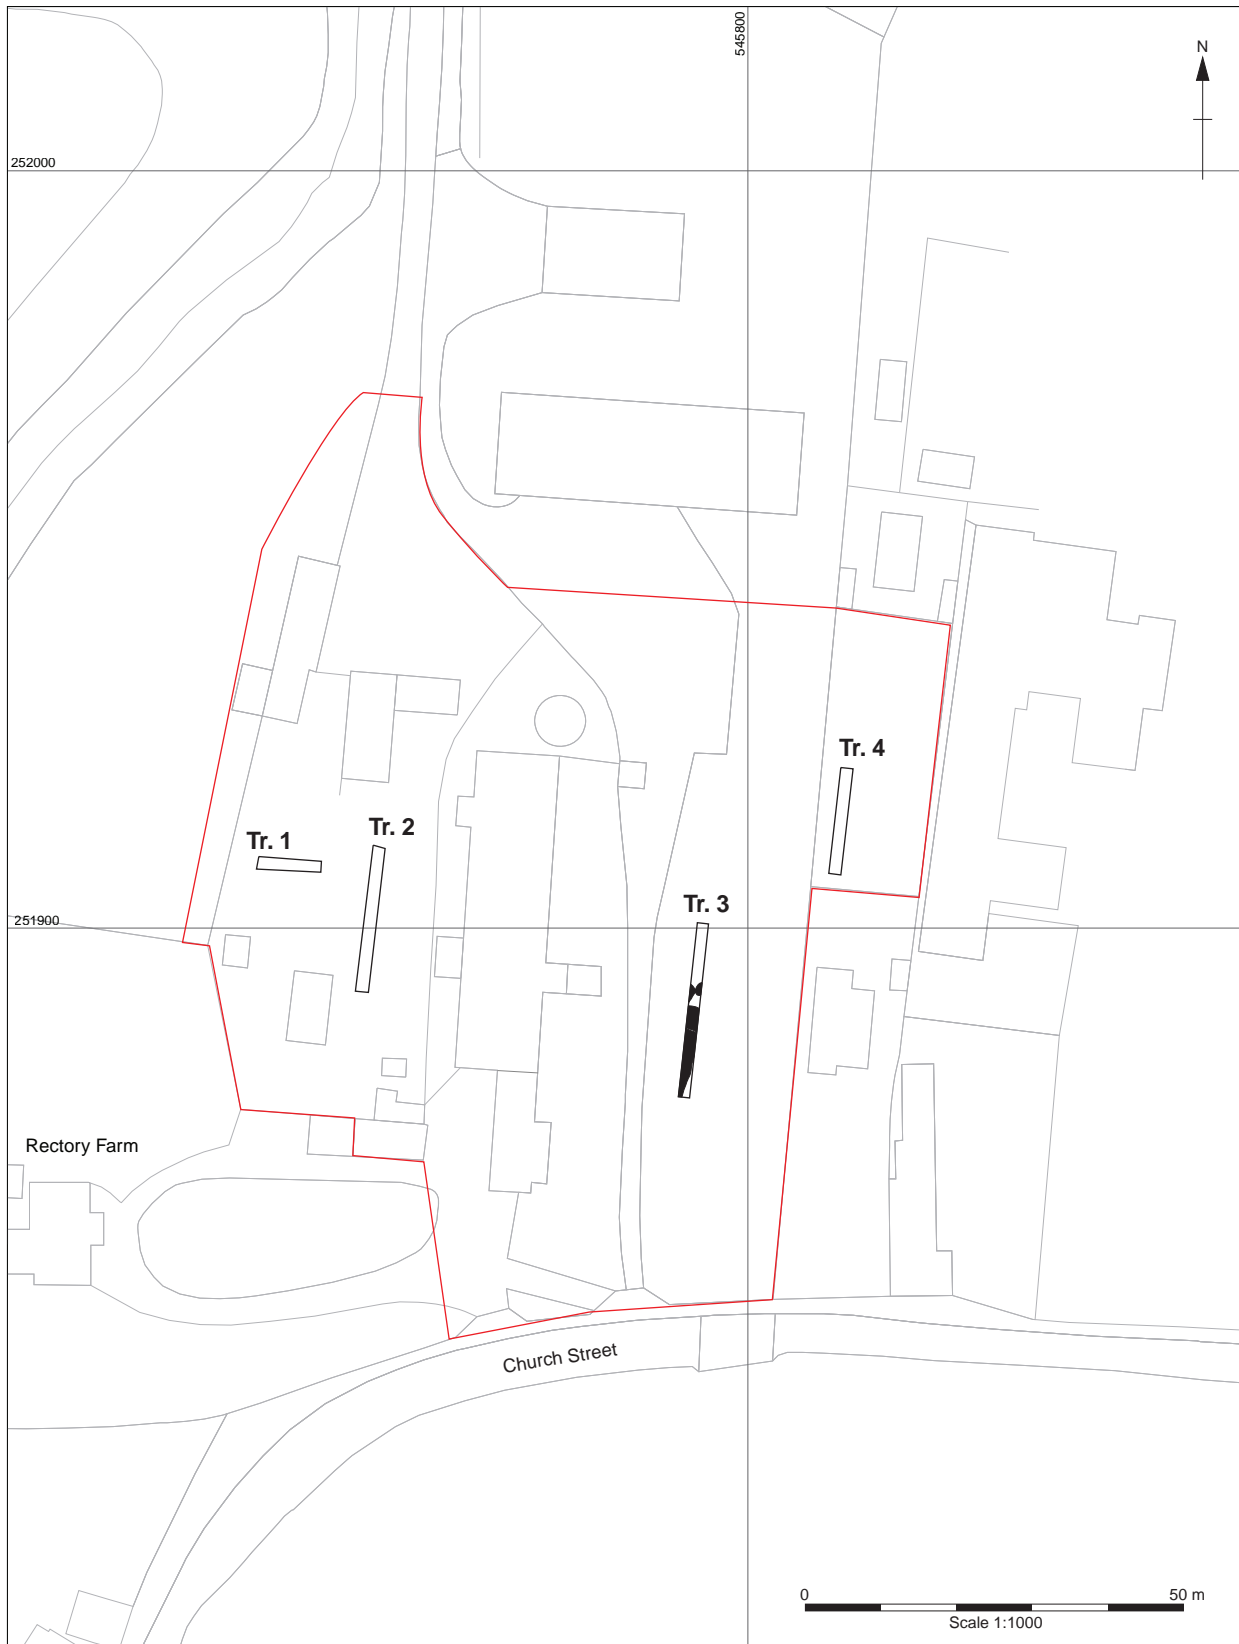 545800
N
252000
Tr. 4
Tr. 2
Tr. 1
Tr. 3
251900
Rectory Farm
Church Street
0 50 m
Scale 1:1000